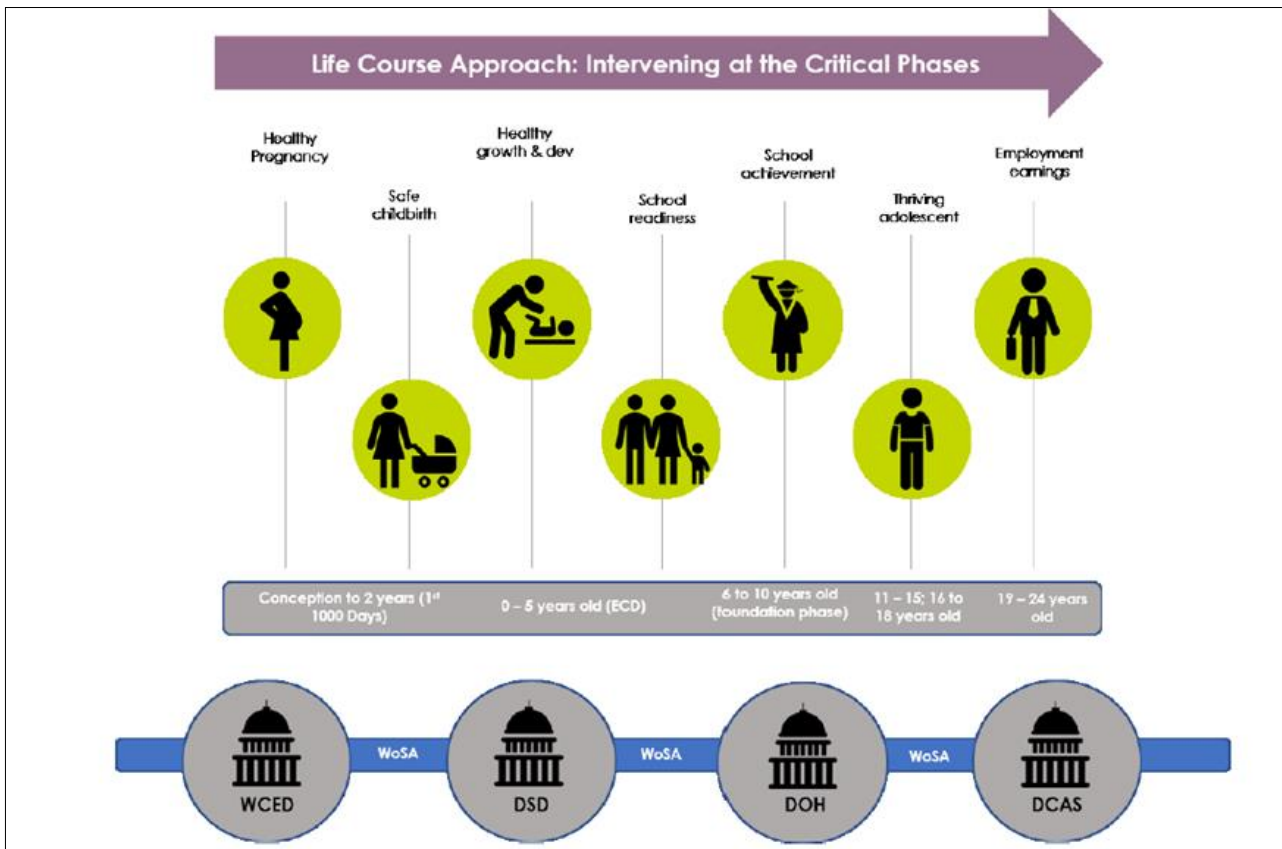 Life Course Approach: Intervening at the Critical Phases
Healthy
Pregnancy
Safe
childbirth
Healthy
growth & dev
School
readiness
School
achievement
Thriving
adolescent
Employment
earnings
Conception to 2 years (1st
1000 Days)
0 – 5 years old (ECD)
6 to 10 years old
(foundation phase)
11 – 15; 16 to
18 years old
19 – 24 years
old
WCED
WoSA
DSD
WoSA
DOH
WoSA
DCAS